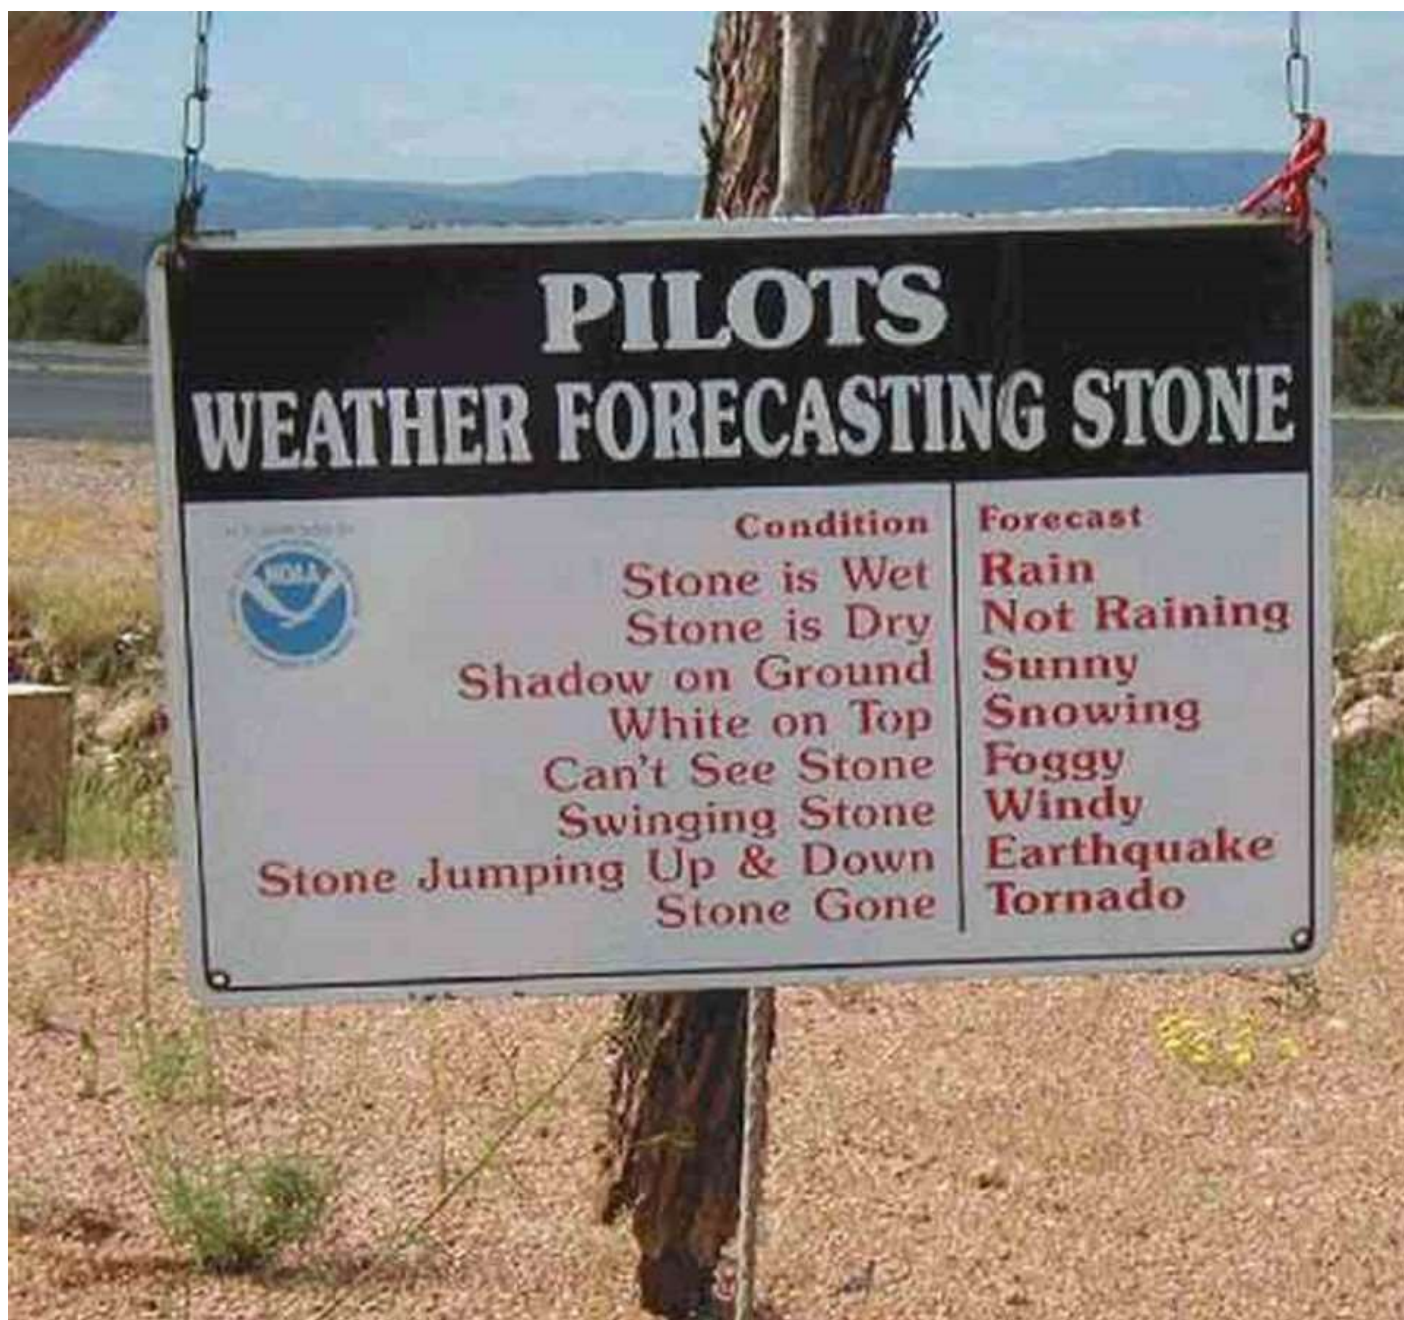 PILOTS
WEATHER FORECASTING STONE
NOAA
Condition Forecast
Stone is Wet Rain
Stone is Dry Not Raining
Shadow on Ground Sunny
White on Top Snowing
Can't See Stone Foggy
Swinging Stone Windy
Stone Jumping Up & Down Earthquake
Stone Gone Tornado